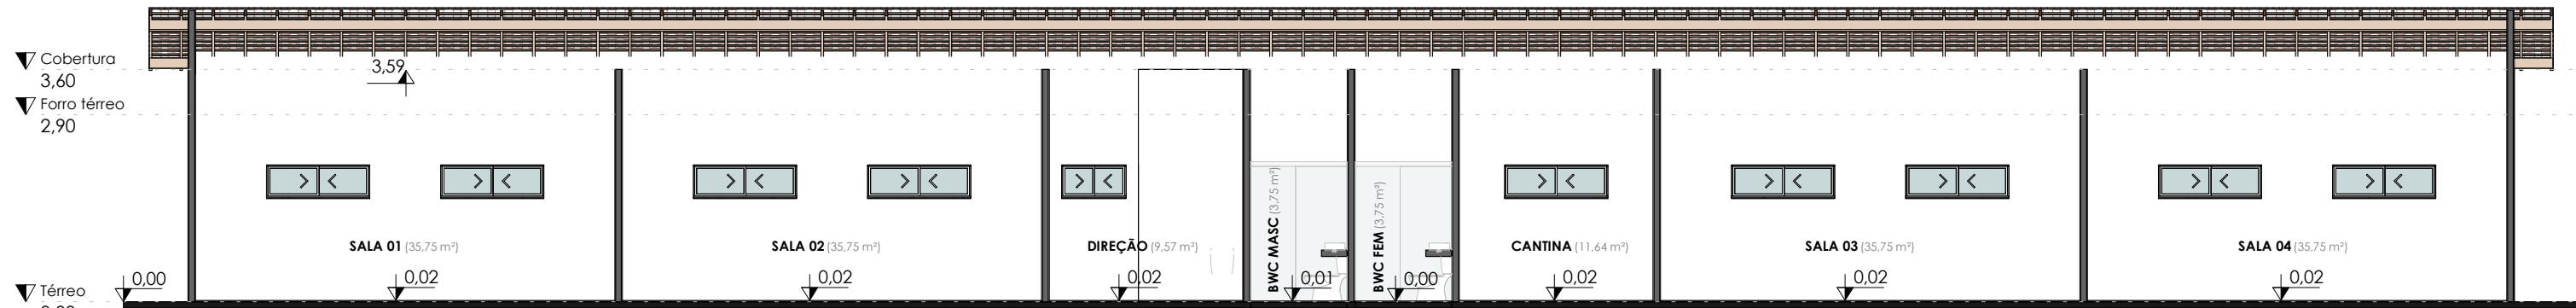 Cobertura
3,60
3,59
Forro térreo
2,90
SALA 01 (35,75 m²)
SALA 02 (35,75 m²)
DIREÇÃO (9,57 m²)
BWC MASC (3,75 m²)
BWC FEM (3,75 m²)
CANTINA (11,64 m²)
SALA 03 (35,75 m²)
SALA 04 (35,75 m²)
0,00
0,02
0,02
0,02
0,01
0,00
0,02
0,02
0,02
Térreo